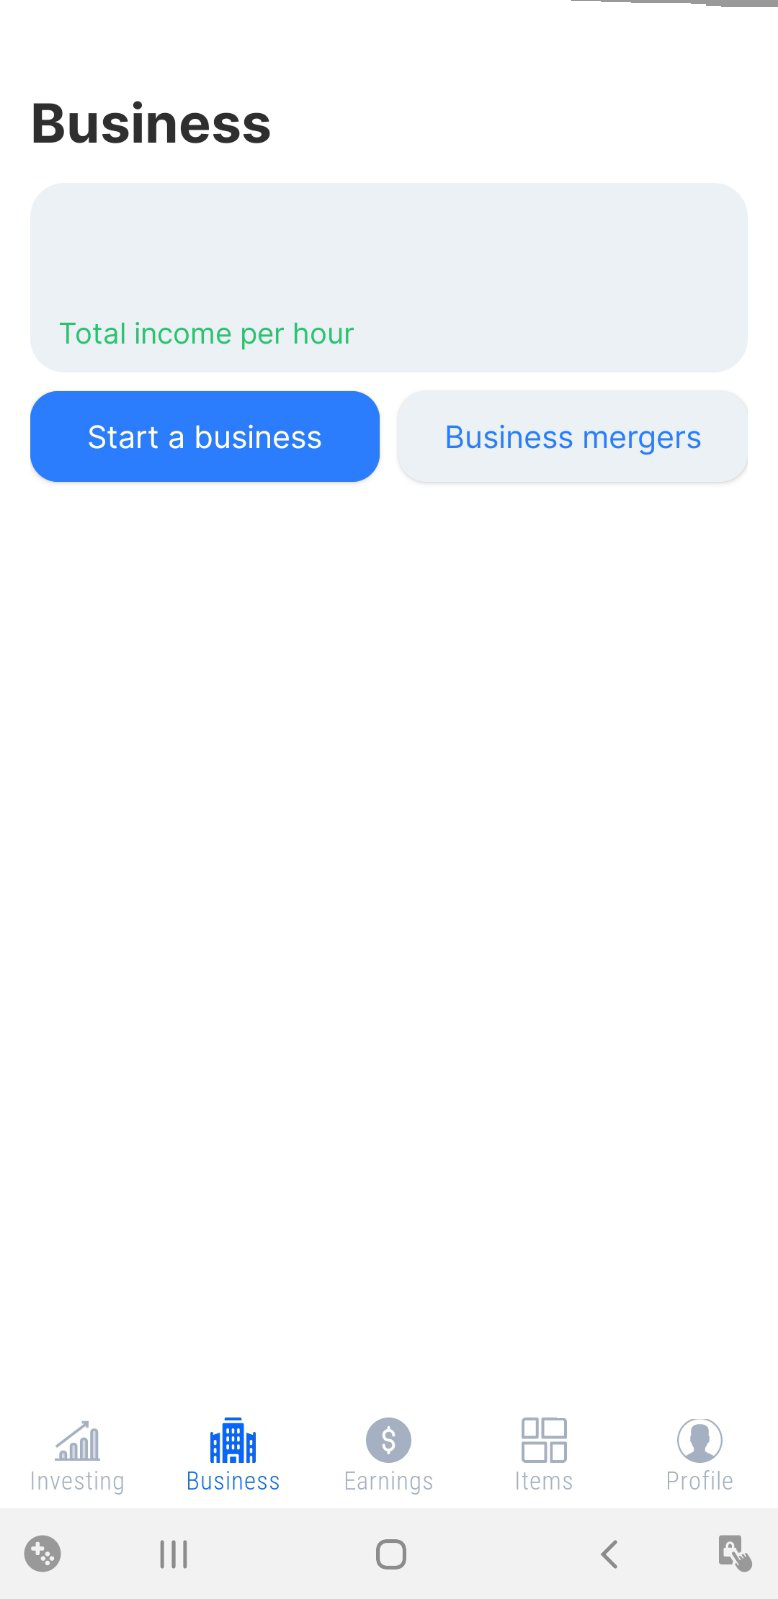 Business
Total income per hour
Start a business
Business mergers
Investing
Business
Earnings
Items
Profile